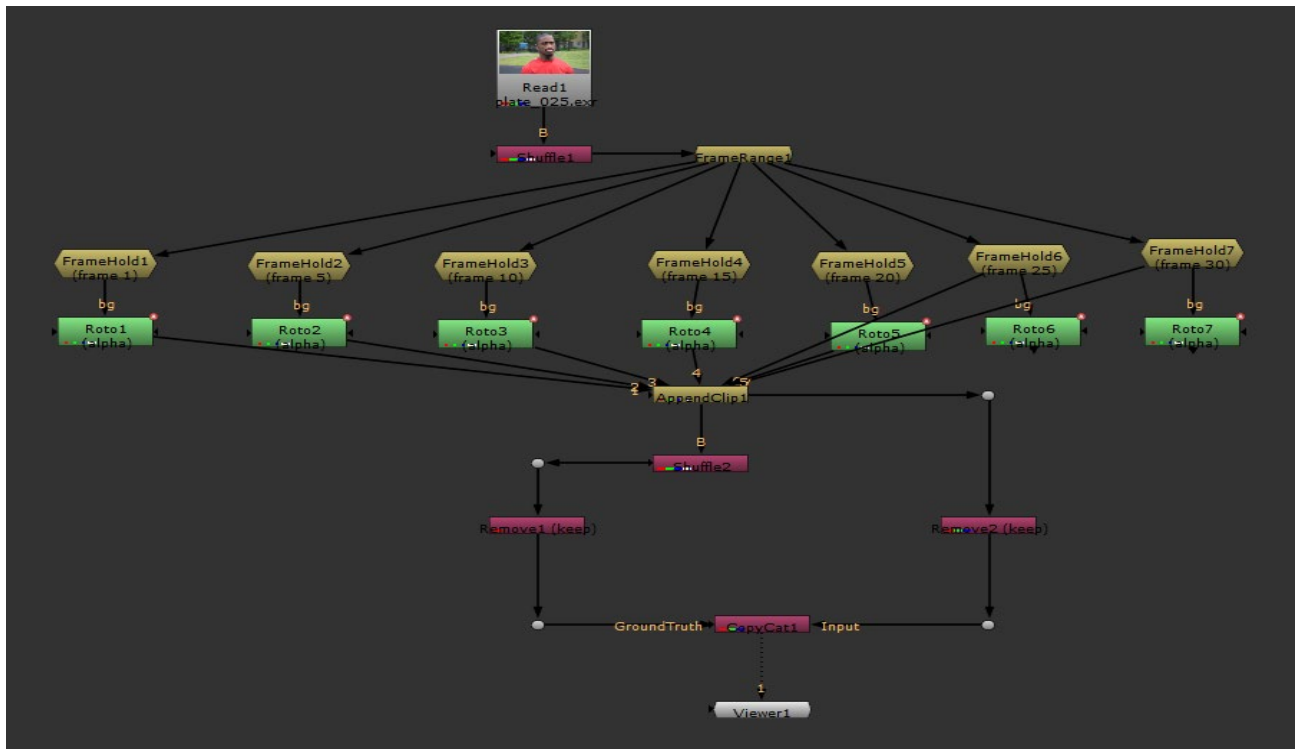 Read1
plate_025.exr
B
Shuffle1
FrameRange1
FrameHold1
(frame 1)
FrameHold2
(frame 5)
FrameHold3
(frame 10)
FrameHold4
(frame 15)
FrameHold5
(frame 20)
FrameHold6
(frame 25)
FrameHold7
(frame 30)
bg
bg
bg
bg
bg
bg
bg
Roto1
(alpha)
Roto2
(alpha)
Roto3
(alpha)
Roto4
(alpha)
Roto5
(alpha)
Roto6
(alpha)
Roto7
(alpha)
1
2
3
4
AppendClip1
B
Shuffle2
Remove1 (keep)
Remove2 (keep)
GroundTruth
CopyCat1
Input
1
Viewer1